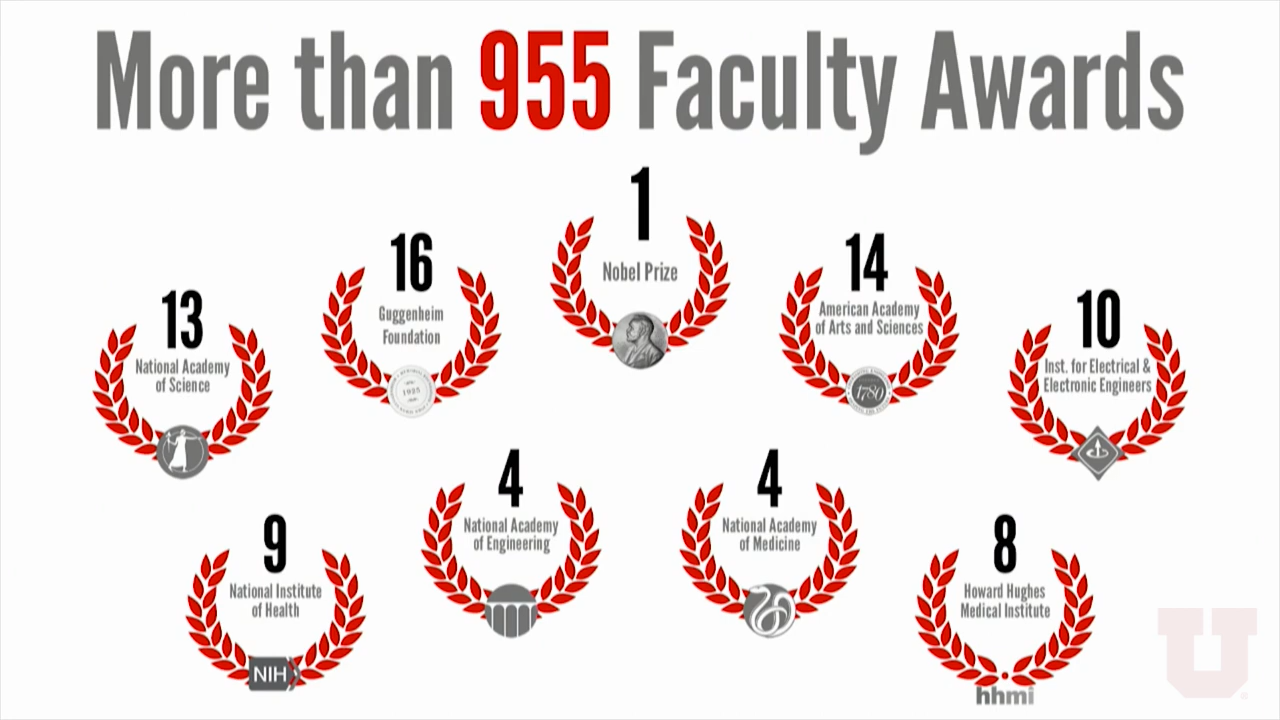 More than 955 Faculty Awards
1
Nobel Prize
16
Guggenheim
Foundation
14
American Academy
of Arts and Sciences
13
National Academy
of Science
10
Inst. for Electrical &
Electronic Engineers
1925
1780
4
National Academy
of Engineering
4
National Academy
of Medicine
9
National Institute
of Health
8
Howard Hughes
Medical Institute
NIH
hhmi
U